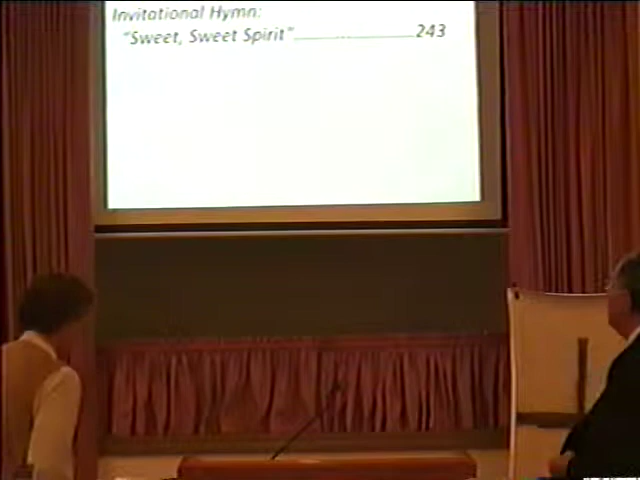 Invitational Hymn:
"Sweet, Sweet Spirit"........................243